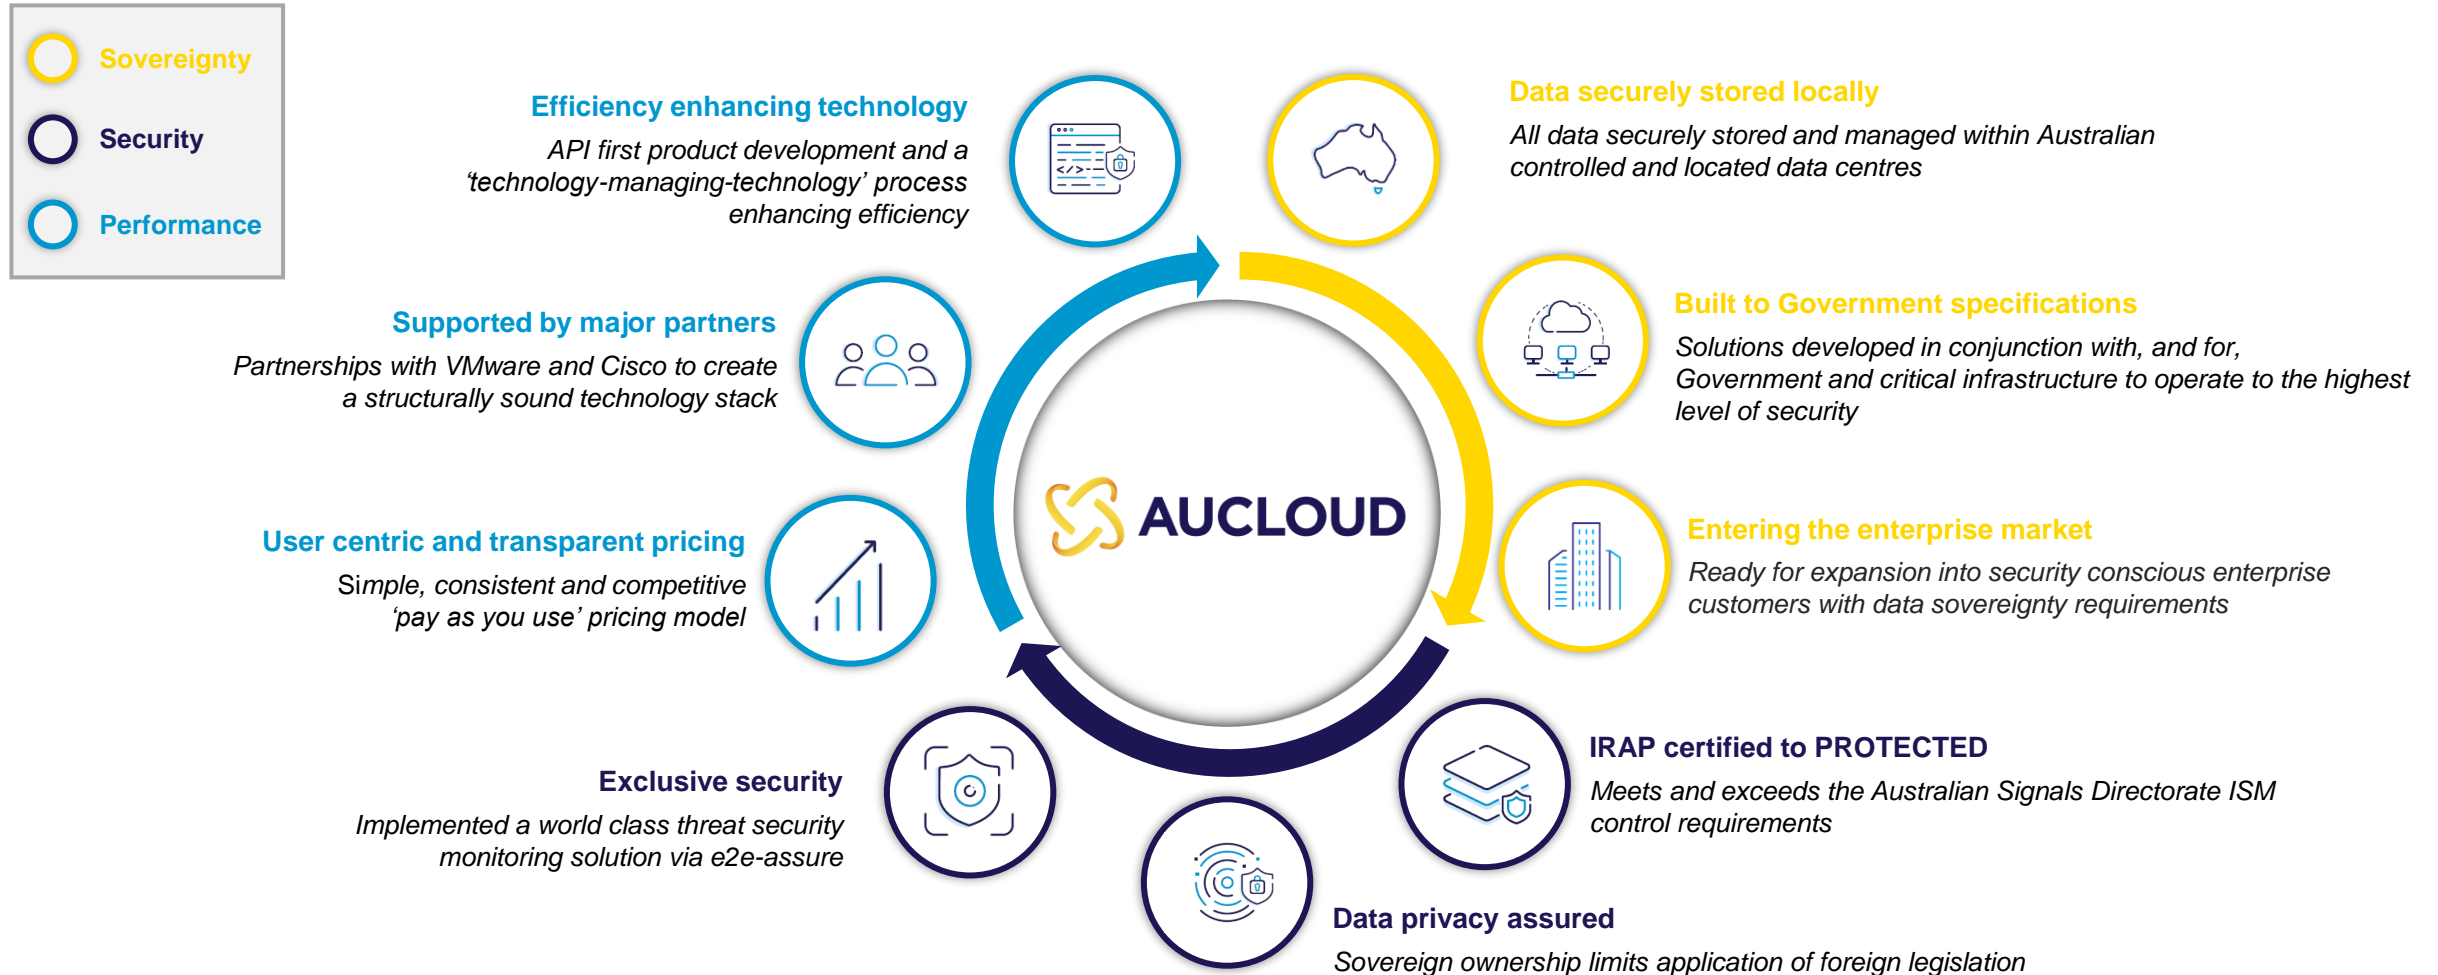 Sovereignty
Security
Performance
Efficiency enhancing technology
API first product development and a
‘technology-managing-technology’ process
enhancing efficiency
Data securely stored locally
All data securely stored and managed within Australian
controlled and located data centres
Supported by major partners
Partnerships with VMware and Cisco to create
a structurally sound technology stack
Built to Government specifications
Solutions developed in conjunction with, and for,
Government and critical infrastructure to operate to the highest
level of security
AUCLOUD
User centric and transparent pricing
Simple, consistent and competitive
‘pay as you use’ pricing model
Entering the enterprise market
Ready for expansion into security conscious enterprise
customers with data sovereignty requirements
Exclusive security
Implemented a world class threat security
monitoring solution via e2e-assure
IRAP certified to PROTECTED
Meets and exceeds the Australian Signals Directorate ISM
control requirements
Data privacy assured
Sovereign ownership limits application of foreign legislation